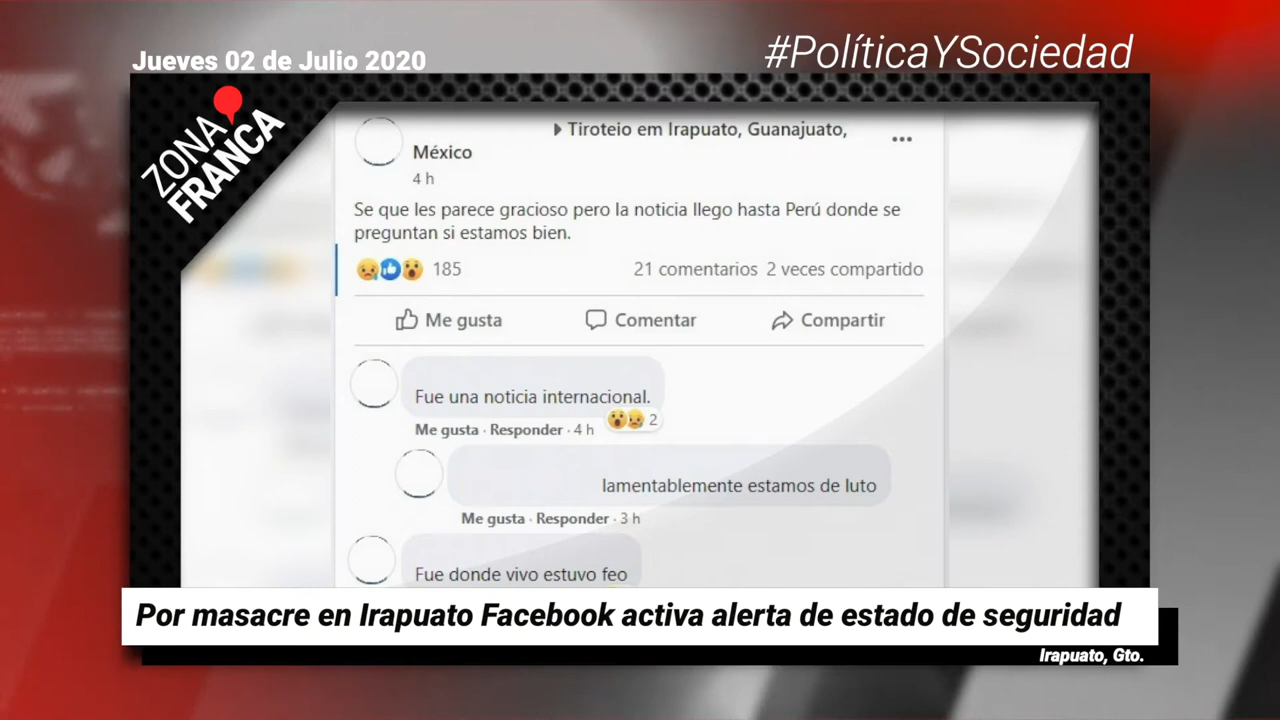 Jueves 02 de Julio 2020
#PolíticaYSociedad
ZONA
FRANCA
Tiroteio em Irapuato, Guanajuato,
México
4 h
Se que les parece gracioso pero la noticia llego hasta Perú donde se
preguntan si estamos bien.
185
21 comentarios 2 veces compartido
Me gusta
Comentar
Compartir
Fue una noticia internacional.
2
Me gusta · Responder · 4 h
lamentablemente estamos de luto
Me gusta · Responder · 3 h
Fue donde vivo estuvo feo
Por masacre en Irapuato Facebook activa alerta de estado de seguridad
Irapuato, Gto.